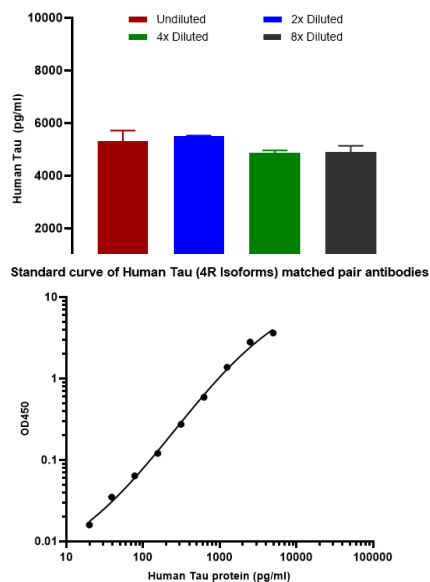 Undiluted
2x Diluted
4x Diluted
8x Diluted
Human Tau (pg/ml)
10000
8000
6000
4000
2000
Standard curve of Human Tau (4R Isoforms) matched pair antibodies
OD450
10
1
0.1
0.01
10
100
1000
10000
100000
Human Tau protein (pg/ml)